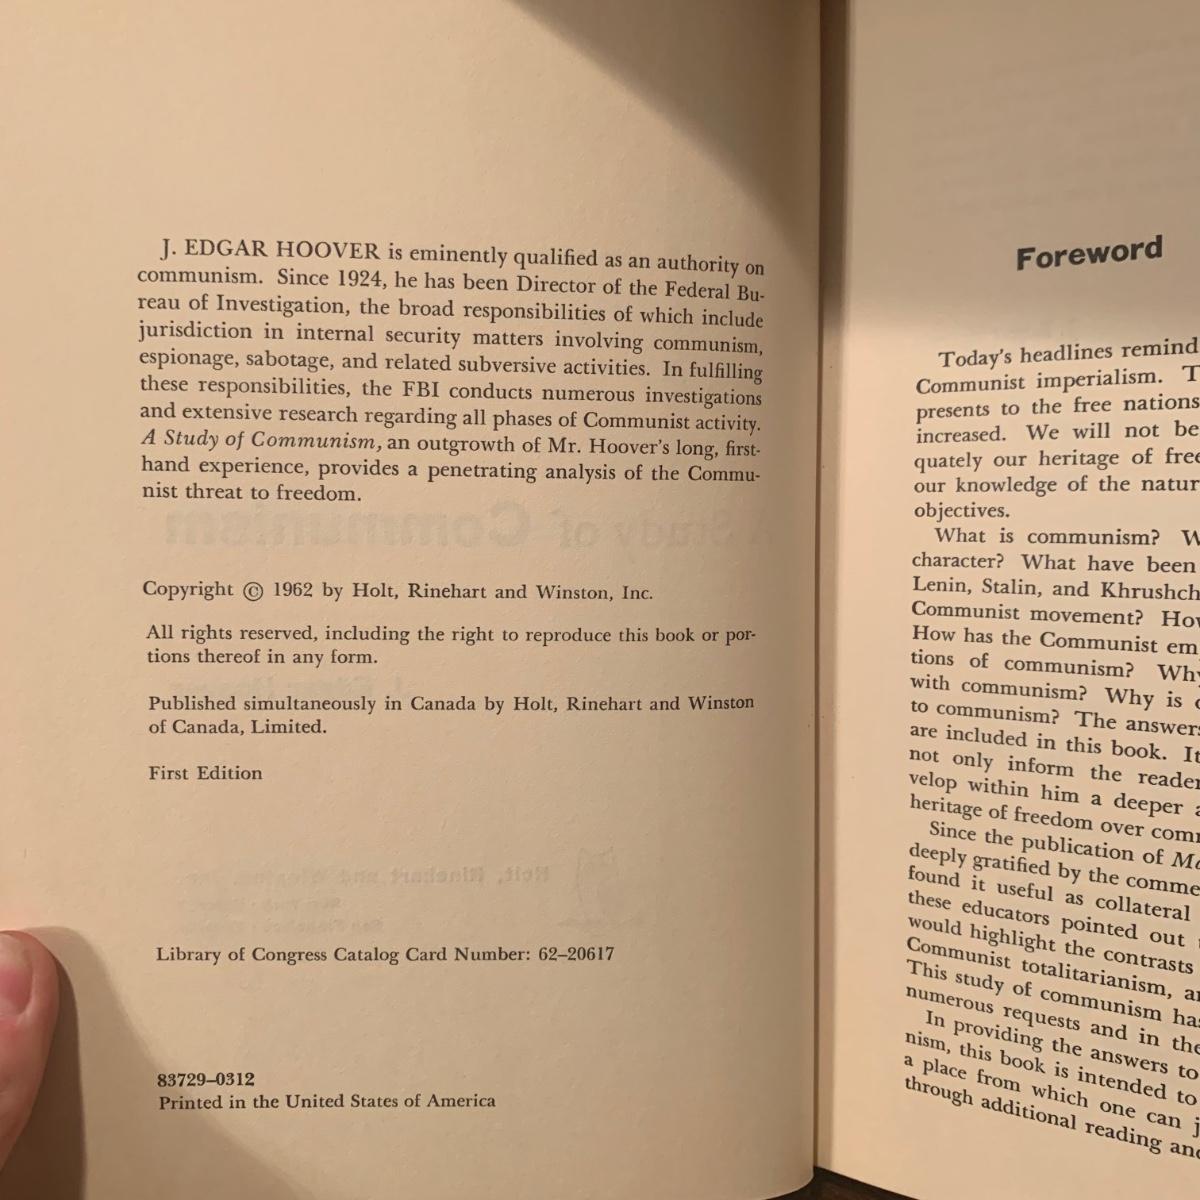 J. EDGAR HOOVER is eminently qualified as an authority on
communism. Since 1924, he has been Director of the Federal Bu-
reau of Investigation, the broad responsibilities of which include
jurisdiction in internal security matters involving communism,
espionage, sabotage, and related subversive activities. In fulfilling
these responsibilities, the FBI conducts numerous investigations
and extensive research regarding all phases of Communist activity.
A Study of Communism, an outgrowth of Mr. Hoover's long, first-
hand experience, provides a penetrating analysis of the Commu-
nist threat to freedom.
Copyright © 1962 by Holt, Rinehart and Winston, Inc.
All rights reserved, including the right to reproduce this book or por-
tions thereof in any form.
Published simultaneously in Canada by Holt, Rinehart and Winston
of Canada, Limited.
First Edition
Library of Congress Catalog Card Number: 62–20617
83729–0312
Printed in the United States of America
Foreword
Today's headlines remind
Communist imperialism.
presents to the free nations
increased. We will not be
quately our heritage of
our knowledge of the
objectives.
What is communism?
character? What have been
Lenin, Stalin, and
Communist movement?
How has the Communist
tions of communism?
with communism? Why is
to communism? The
are included in this book. It
not only inform the
velop within him a deeper
heritage of freedom over
Since the publication of
deeply gratified by the
found it useful as collateral
these educators pointed out
would highlight the contrasts
Communist totalitarianism,
This study of communism
numerous requests and in
In providing the answers to
nism, this book is intended to
a place from which one can
through additional reading